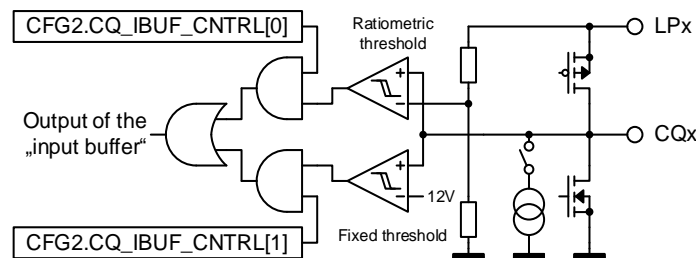 CFG2.CQ_IBUF_CNTRL[0]
Ratiometric
threshold
LPx
+
−
Output of the
„input buffer“
CQx
+
−
12V
Fixed threshold
CFG2.CQ_IBUF_CNTRL[1]